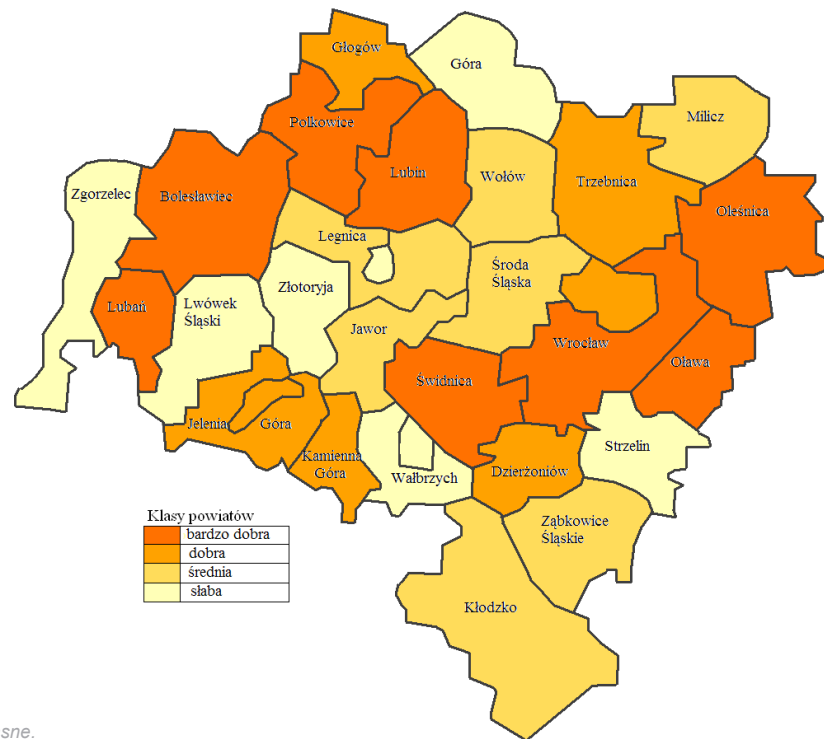 Głogów
Góra
Milicz
Polkowice
Lubin
Wołów
Trzebnica
Zgorzelec
Bolesławiec
Oleśnica
Legnica
Środa
Śląska
Złotoryja
Lubań
Lwówek
Śląski
Jawor
Wrocław
Oława
Świdnica
Jelenia
Góra
Kamienna
Góra
Wałbrzych
Dzierżoniów
Strzelin
Ząbkowice
Śląskie
Kłodzko
Klasy powiatów
bardzo dobra
dobra
średnia
słaba
sne.